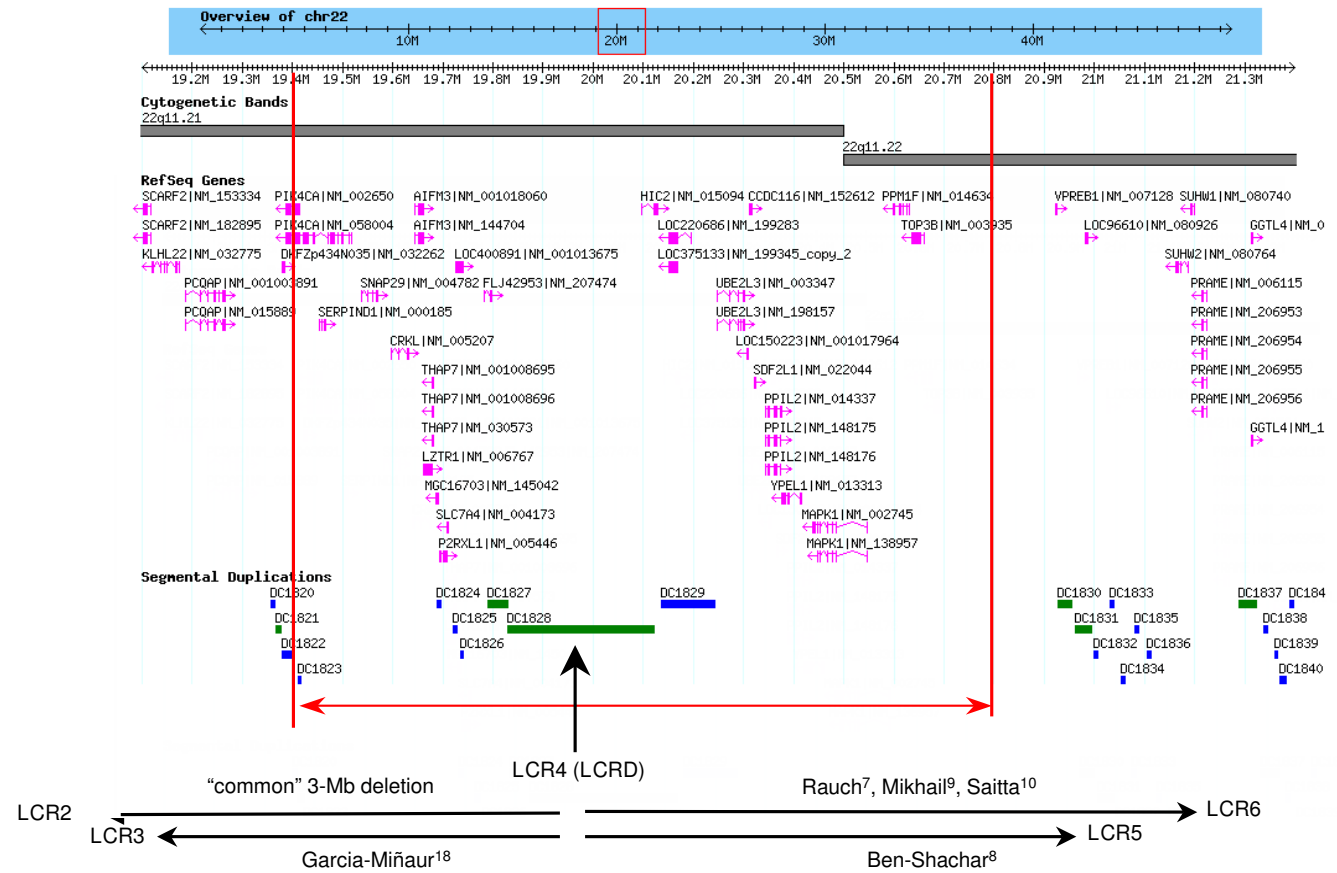 Overview of chr22
10M 20M 30M 40M
19.2M 19.3M 19.4M 19.5M 19.6M 19.7M 19.8M 19.9M 20M 20.1M 20.2M 20.3M 20.4M 20.5M 20.6M 20.7M 20.8M 20.9M 21M 21.1M 21.2M 21.3M
Cytogenetic Bands
22q11.21
22q11.22
RefSeq Genes
SCARF2|NM_153334 PIK4CA|NM_002650 AIFM3|NM_001018060 HIC2|NM_015094 CCDC116|NM_152612 PPM1F|NM_014634 VPREB1|NM_007128 SUHW1|NM_080740
SCARF2|NM_182895 PIK4CA|NM_058004 AIFM3|NM_144704 LOC220686|NM_199283 TOP3B|NM_003935 LOC96610|NM_080926 GGTL4|NM_0
KLHL22|NM_032775 DKFZp434N035|NM_032262 LOC400891|NM_001013675 LOC375133|NM_199345_copy_2 SUHW2|NM_080764
PCQAP|NM_001003891 SNAP29|NM_004782 FLJ42953|NM_207474 UBE2L3|NM_003347 PRAME|NM_006115
PCQAP|NM_015889 SERPIND1|NM_000185 UBE2L3|NM_198157 PRAME|NM_206953
CRKL|NM_005207 LOC150223|NM_001017964 PRAME|NM_206954
THAP7|NM_001008695 SDF2L1|NM_022044 PRAME|NM_206955
THAP7|NM_001008696 PPIL2|NM_014337 PRAME|NM_206956
THAP7|NM_030573 PPIL2|NM_148175 GGTL4|NM_1
LZTR1|NM_006767 PPIL2|NM_148176
MGC16703|NM_145042 YPEL1|NM_013313
SLC7A4|NM_004173 MAPK1|NM_002745
P2RXL1|NM_005446 MAPK1|NM_138957
Segmental Duplications
DC1820 DC1824 DC1827 DC1829 DC1830 DC1833 DC1837 DC184
DC1821 DC1825 DC1828 DC1831 DC1835 DC1838
DC1822 DC1826 DC1832 DC1836 DC1839
DC1823 DC1834 DC1840
LCR4 (LCRD)
“common” 3-Mb deletion Rauch⁷, Mikhail⁹, Saitta¹⁰
LCR2 LCR6
LCR3 LCR5
Garcia-Miñaur¹⁸ Ben-Shachar⁸